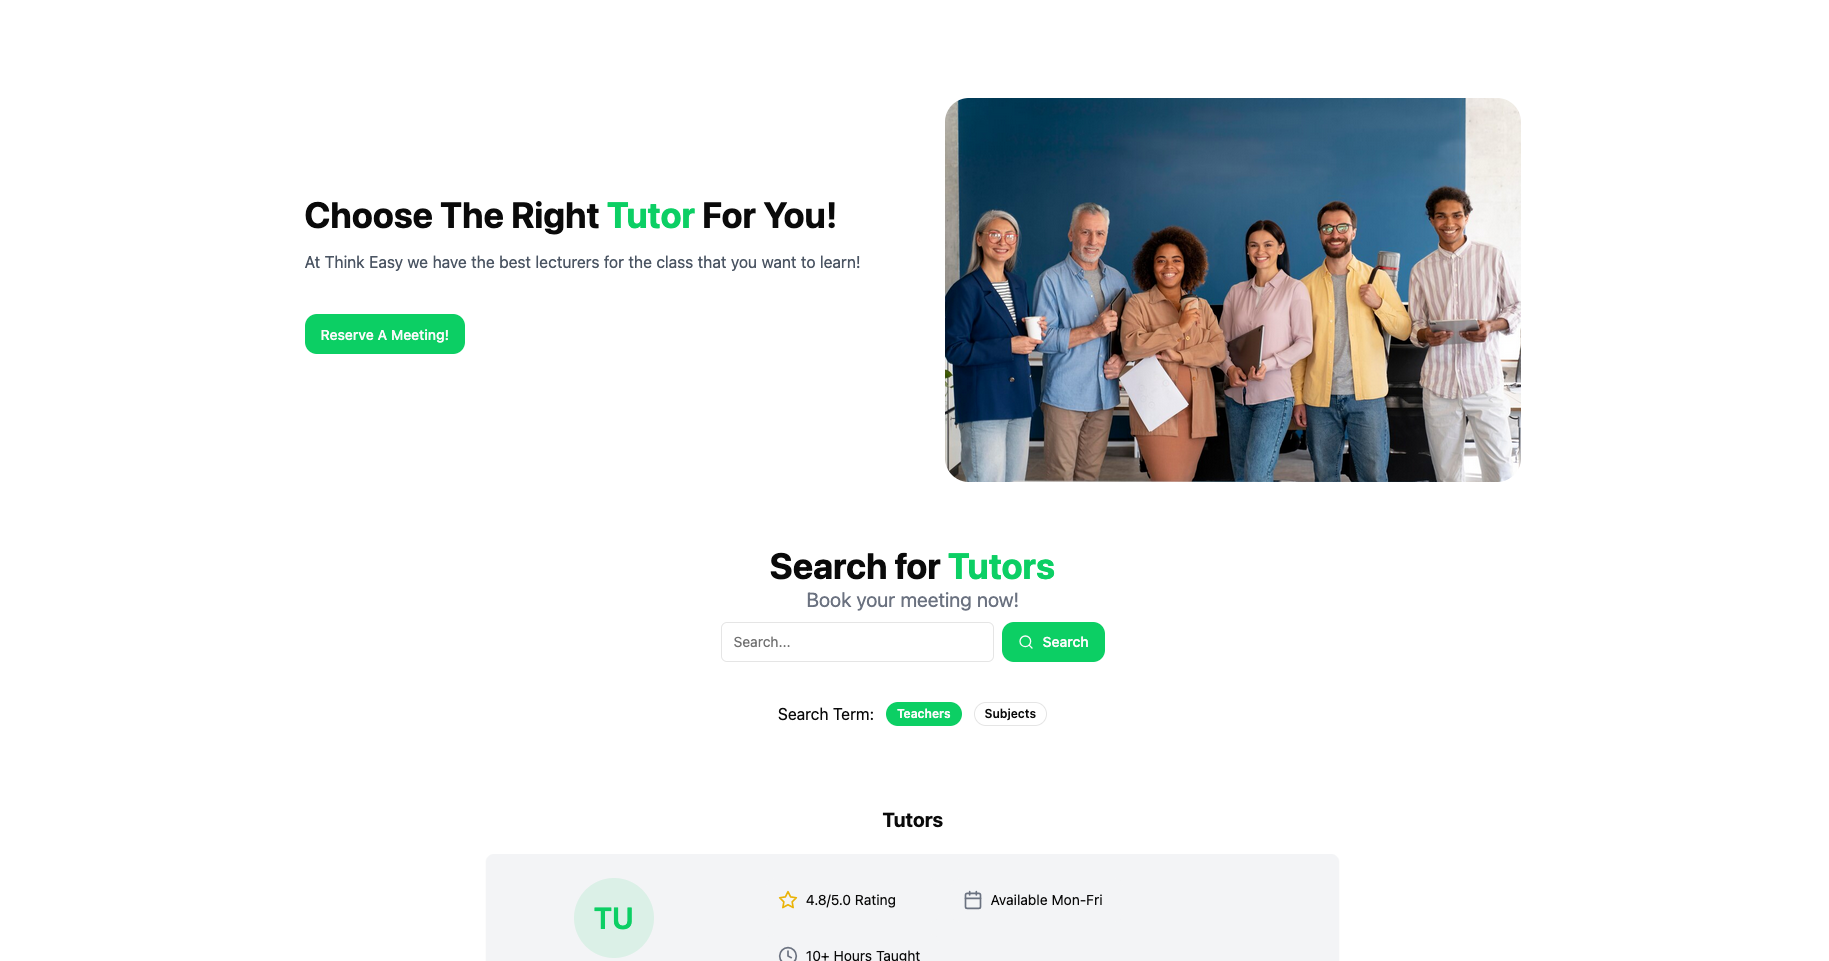 Choose The Right Tutor For You!
At Think Easy we have the best lecturers for the class that you want to learn!
Reserve A Meeting!
Search for Tutors
Book your meeting now!
Search...
Search
Search Term:
Teachers
Subjects
Tutors
TU
4.8/5.0 Rating
Available Mon-Fri
10+ Hours Taught